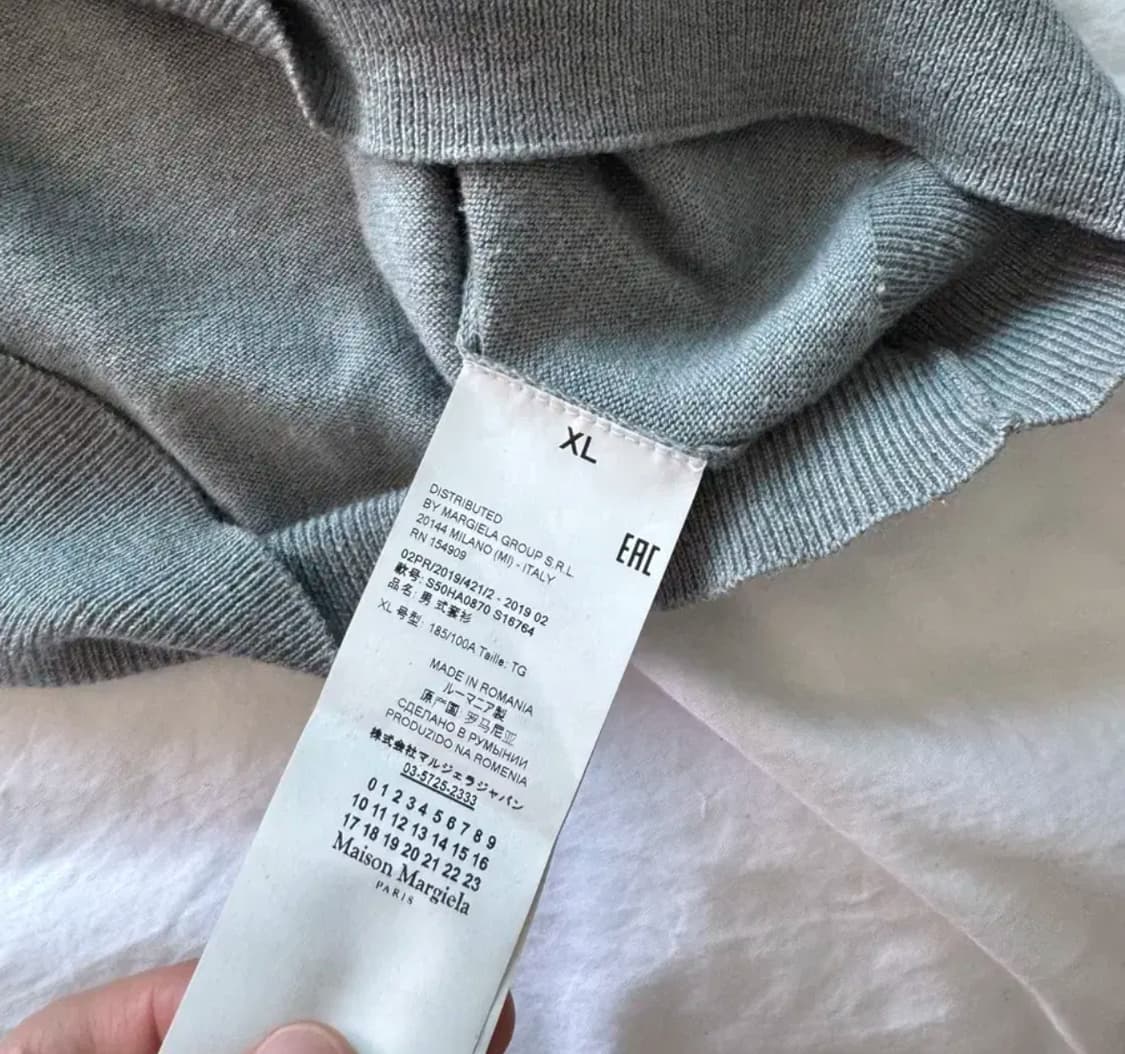 XL
DISTRIBUTED
BY MARGIELA GROUP S.R.L.
20144 MILANO (MI) - ITALY
RN 154909
EAC
02PR/2019/421/2 - 2019 02
款号: S50HA0870 S16764
品名: 男式套衫
XL 号型: 185/100A Taille: TG
MADE IN ROMANIA
ルーマニア製
原产国 罗马尼亚
СДЕЛАНО В РУМЫНИИ
PRODUZIDO NA ROMENIA
株式会社マルジェラジャパン
03-5725-2333
0 1 2 3 4 5 6 7 8 9
10 11 12 13 14 15 16
17 18 19 20 21 22 23
Maison Margiela
PARIS